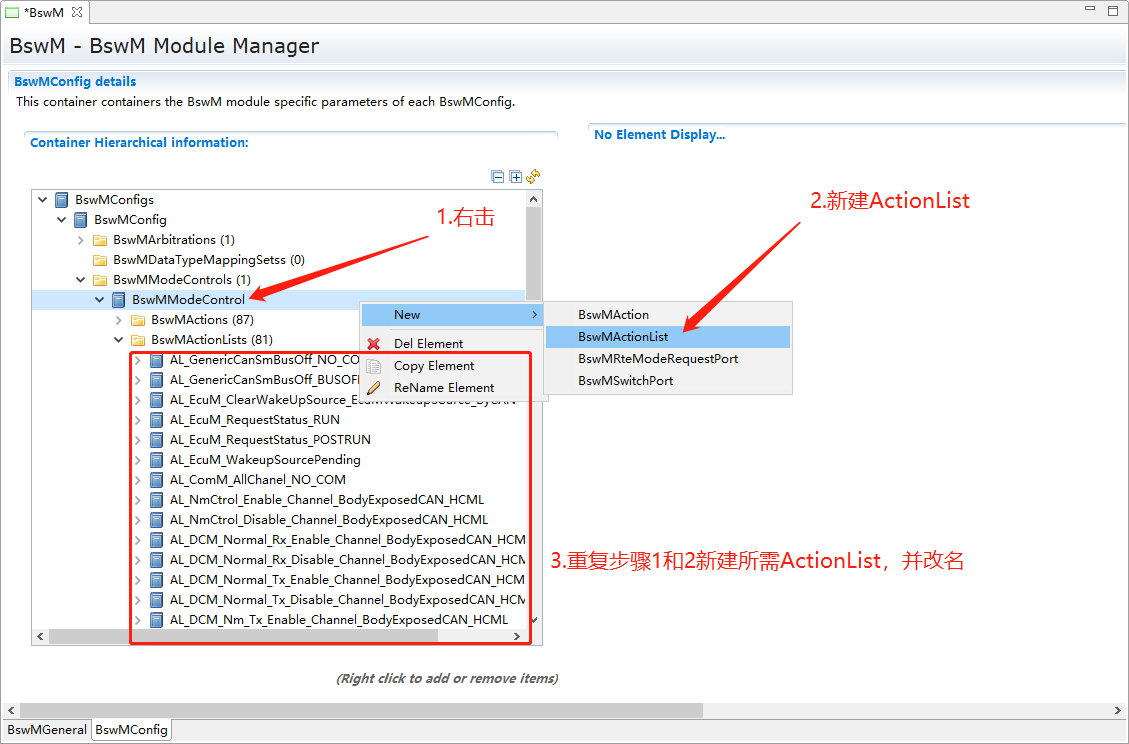 *BswM
BswM - BswM Module Manager
BswMConfig details
This container containers the BswM module specific parameters of each BswMConfig.
Container Hierarchical information:
No Element Display...
BswMConfigs
BswMConfig
BswMArbitrations (1)
BswMDataTypeMappingSetss (0)
BswMModeControls (1)
BswMModeControl
BswMActions (87)
BswMActionLists (81)
AL_GenericCanSmBusOff_NO_CO
AL_GenericCanSmBusOff_BUSOF
AL_EcuM_ClearWakeUpSource_EcuMWakeupSource_ByCAN
AL_EcuM_RequestStatus_RUN
AL_EcuM_RequestStatus_POSTRUN
AL_EcuM_WakeupSourcePending
AL_ComM_AllChanel_NO_COM
AL_NmCtrol_Enable_Channel_BodyExposedCAN_HCML
AL_NmCtrol_Disable_Channel_BodyExposedCAN_HCML
AL_DCM_Normal_Rx_Enable_Channel_BodyExposedCAN_HCM
AL_DCM_Normal_Rx_Disable_Channel_BodyExposedCAN_HC
AL_DCM_Normal_Tx_Enable_Channel_BodyExposedCAN_HCM
AL_DCM_Normal_Tx_Disable_Channel_BodyExposedCAN_HCM
AL_DCM_Nm_Tx_Enable_Channel_BodyExposedCAN_HCML
1.右击
New
Del Element
Copy Element
ReName Element
2.新建ActionList
BswMAction
BswMActionList
BswMRteModeRequestPort
BswMSwitchPort
3.重复步骤1和2新建所需ActionList，并改名
(Right click to add or remove items)
BswMGeneral
BswMConfig